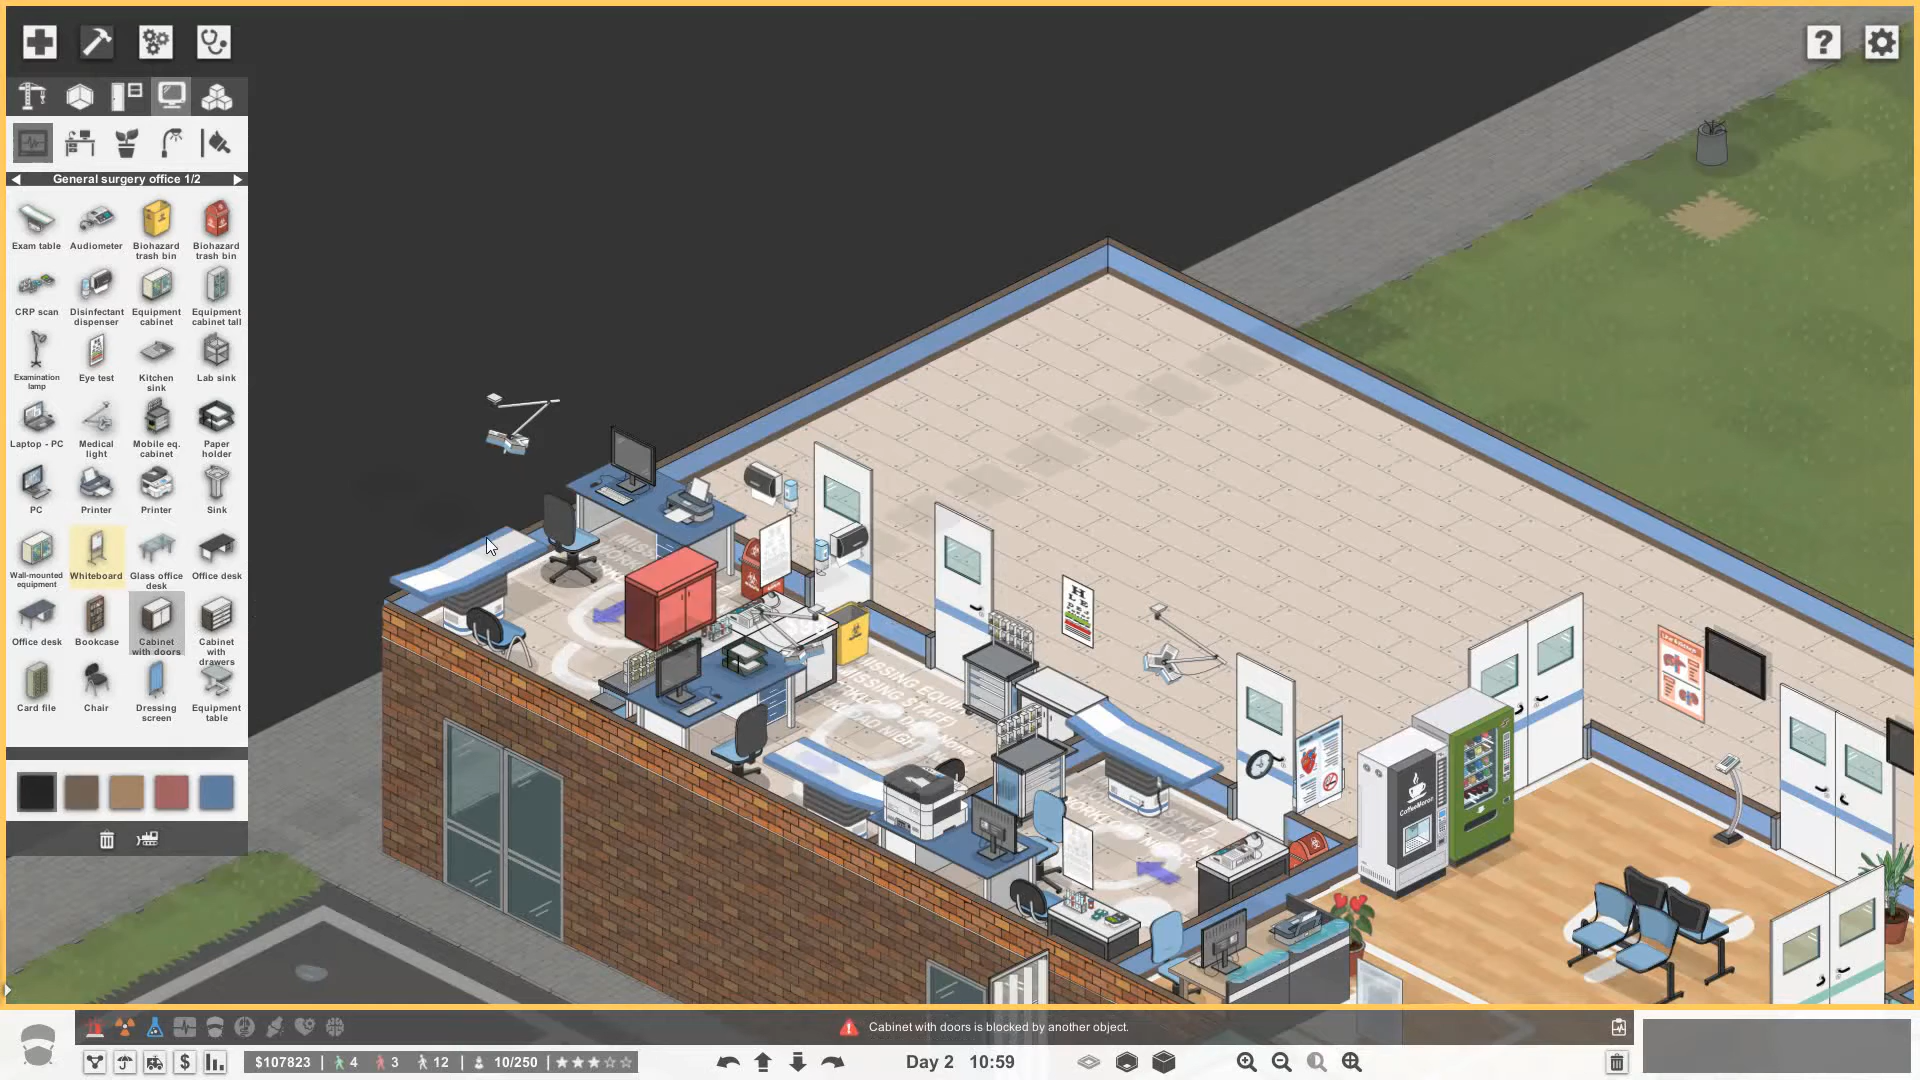 General surgery office 1/2
Exam table
Audiometer
Biohazard trash bin
Biohazard trash bin
CRP scan
Disinfectant dispenser
Equipment cabinet
Equipment cabinet tall
Examination lamp
Eye test
Kitchen sink
Lab sink
Laptop - PC
Medical light
Mobile eq. cabinet
Paper holder
PC
Printer
Printer
Sink
Wall-mounted equipment
Whiteboard
Glass office desk
Office desk
Office desk
Bookcase
Cabinet with doors
Cabinet with drawers
Card file
Chair
Dressing screen
Equipment table
CoffeeMoror
Cabinet with doors is blocked by another object.
$107823 | 4 | 3 | 12 | 10/250
Day 2 10:59